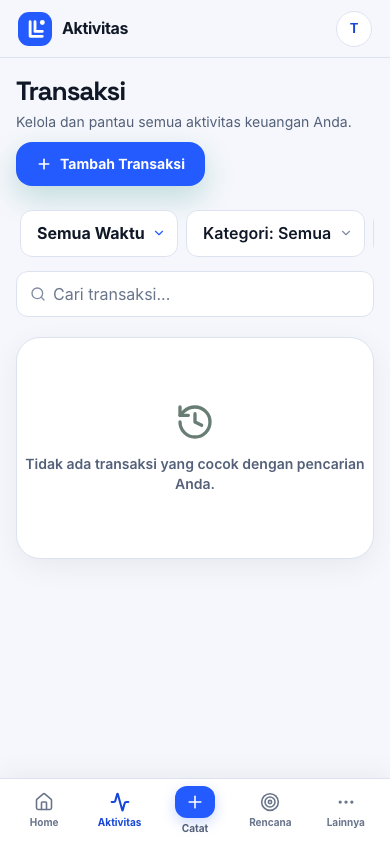 Aktivitas
T
Transaksi
Kelola dan pantau semua aktivitas keuangan Anda.
Tambah Transaksi
Semua Waktu
Kategori: Semua
Cari transaksi...
Tidak ada transaksi yang cocok dengan pencarian
Anda.
Home
Aktivitas
Catat
Rencana
Lainnya